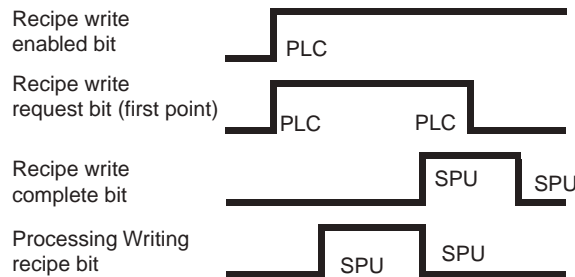 Recipe write
enabled bit
PLC
Recipe write
request bit (first point)
PLC
PLC
Recipe write
complete bit
SPU
SPU
Processing Writing
recipe bit
SPU
SPU